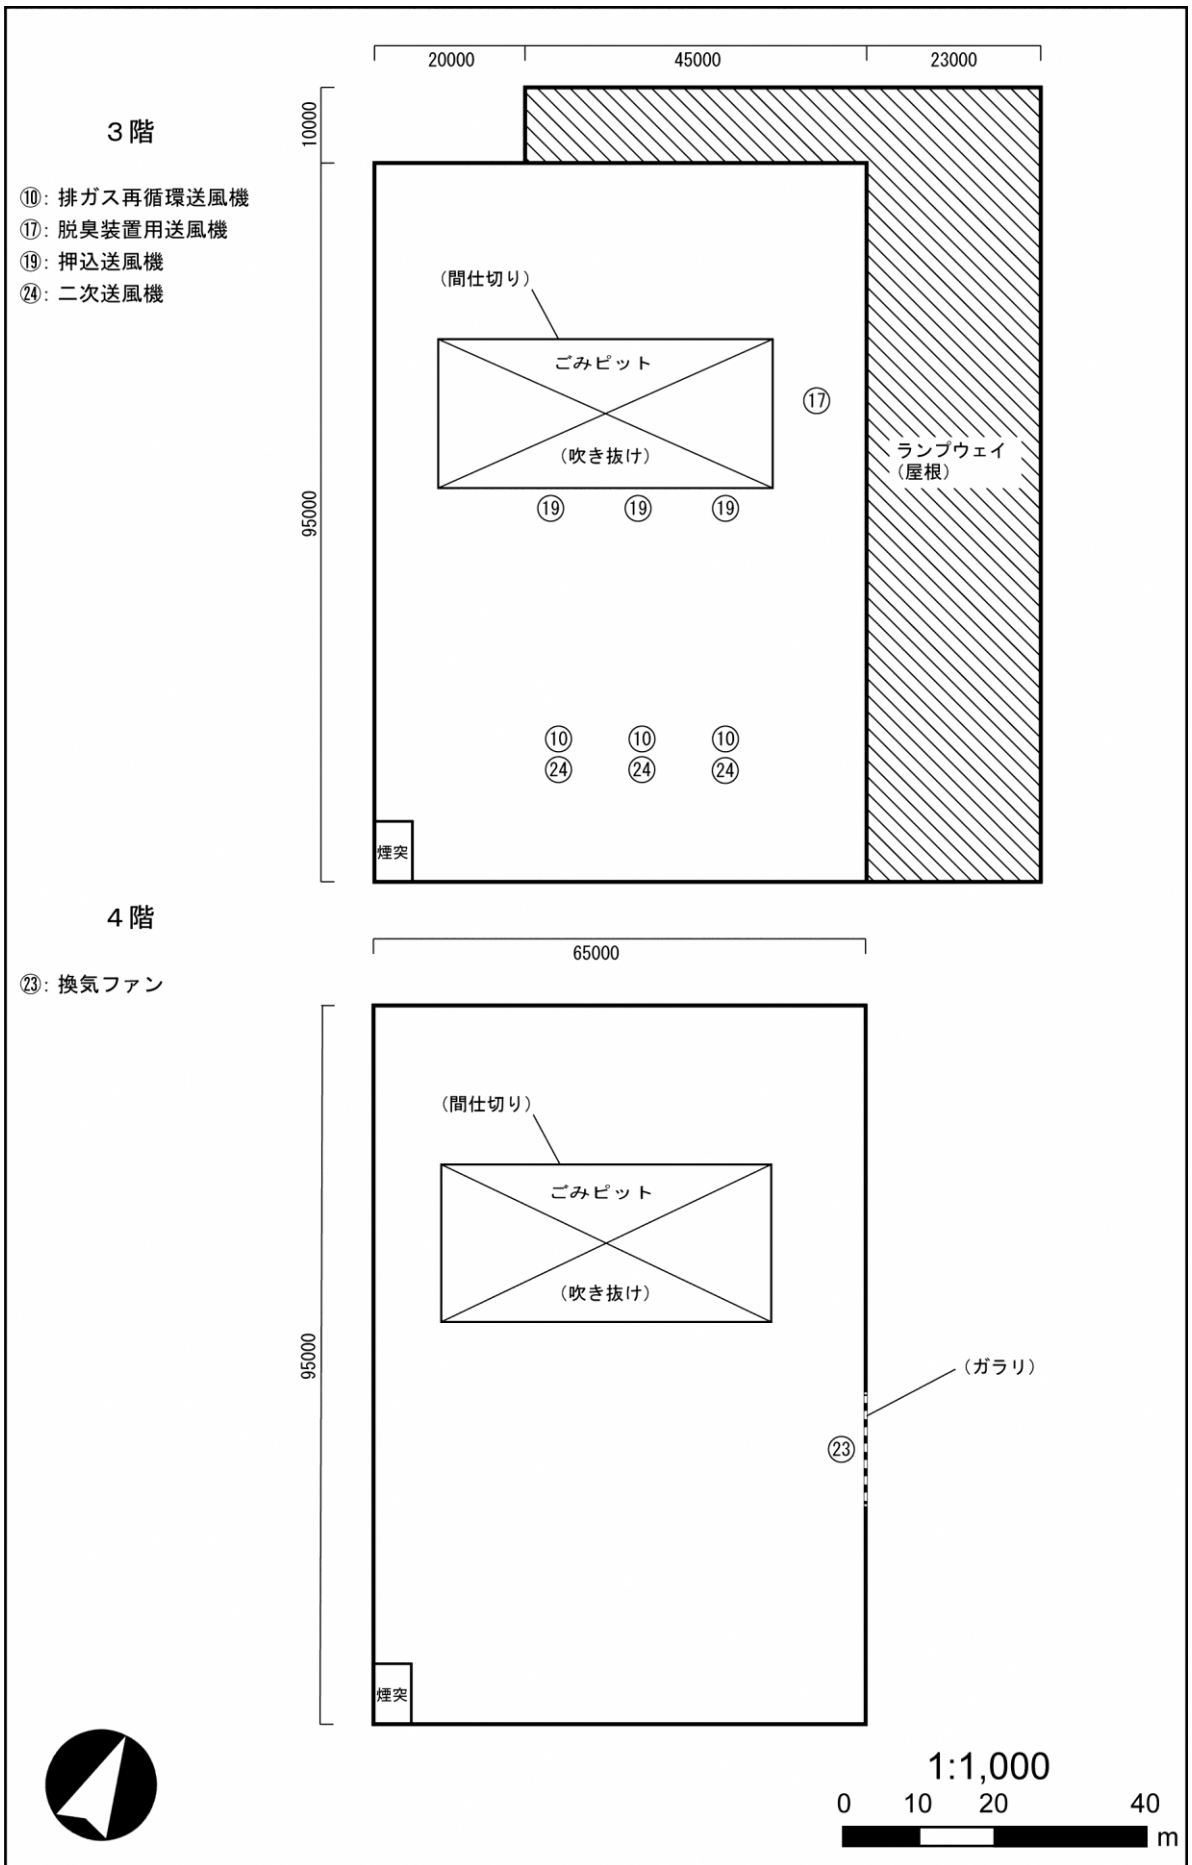 20000
45000
23000
10000
3階
⑩: 排ガス再循環送風機
⑰: 脱臭装置用送風機
⑲: 押込送風機
㉔: 二次送風機
(間仕切り)
ごみピット
(吹き抜け)
⑰
ランプウェイ
(屋根)
⑲ ⑲ ⑲
95000
⑩ ⑩ ⑩
㉔ ㉔ ㉔
煙突
4階
65000
㉓: 換気ファン
(間仕切り)
ごみピット
(吹き抜け)
95000
(ガラリ)
㉓
煙突
1:1,000
0 10 20 40
m